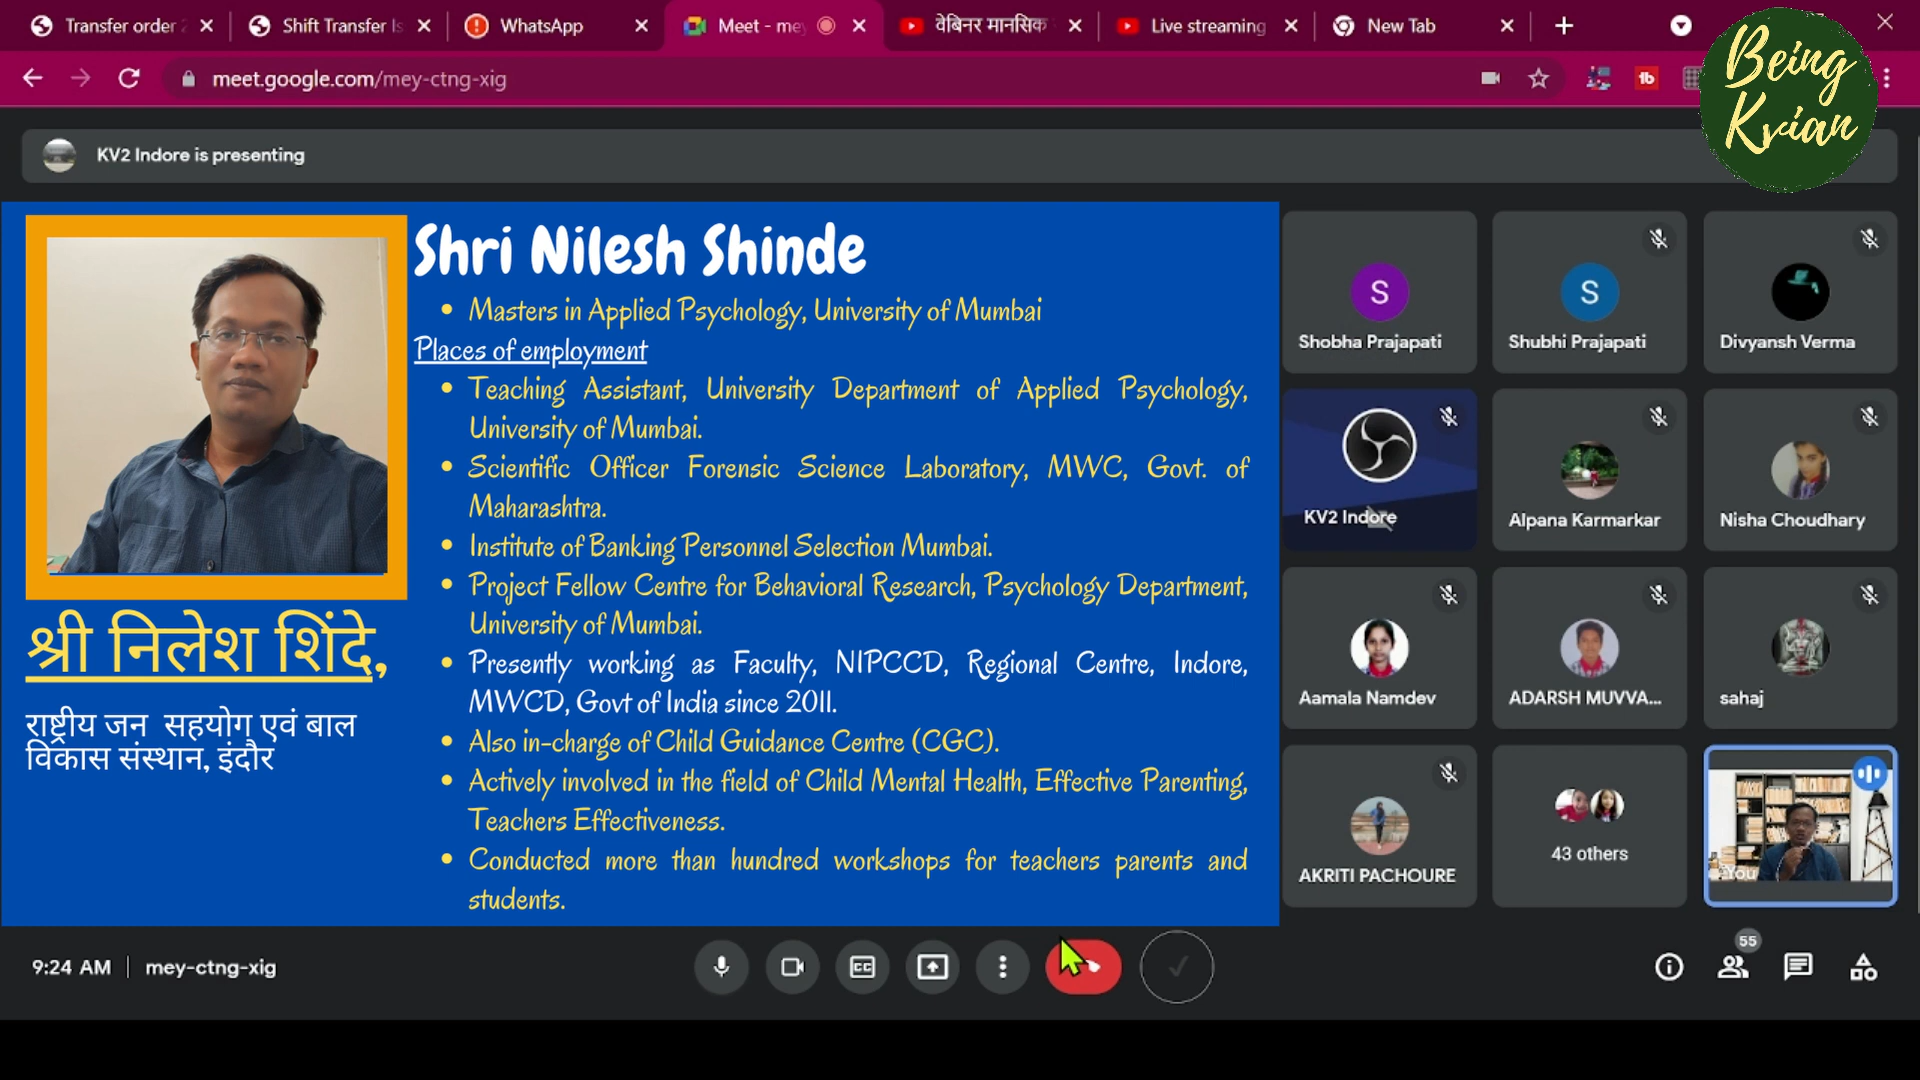 Transfer order 2
Shift Transfer Is
WhatsApp
Meet - mey
वेबिनर मानसिक
Live streaming
New Tab
meet.google.com/mey-ctng-xig
Being
Kvian
KV2 Indore is presenting
Shri Nilesh Shinde
• Masters in Applied Psychology, University of Mumbai
Places of employment
• Teaching Assistant, University Department of Applied Psychology,
University of Mumbai.
• Scientific Officer Forensic Science Laboratory, MWC, Govt. of
Maharashtra.
• Institute of Banking Personnel Selection Mumbai.
• Project Fellow Centre for Behavioral Research, Psychology Department,
University of Mumbai.
• Presently working as Faculty, NIPCCD, Regional Centre, Indore,
MWCD, Govt of India since 2011.
• Also in-charge of Child Guidance Centre (CGC).
• Actively involved in the field of Child Mental Health, Effective Parenting,
Teachers Effectiveness.
• Conducted more than hundred workshops for teachers parents and
students.
श्री निलेश शिंदे,
राष्ट्रीय जन सहयोग एवं बाल
विकास संस्थान, इंदौर
S
Shobha Prajapati
S
Shubhi Prajapati
Divyansh Verma
KV2 Indore
Alpana Karmarkar
Nisha Choudhary
Aamala Namdev
ADARSH MUVVA...
sahaj
AKRITI PACHOURE
43 others
You
9:24 AM | mey-ctng-xig
CC
55